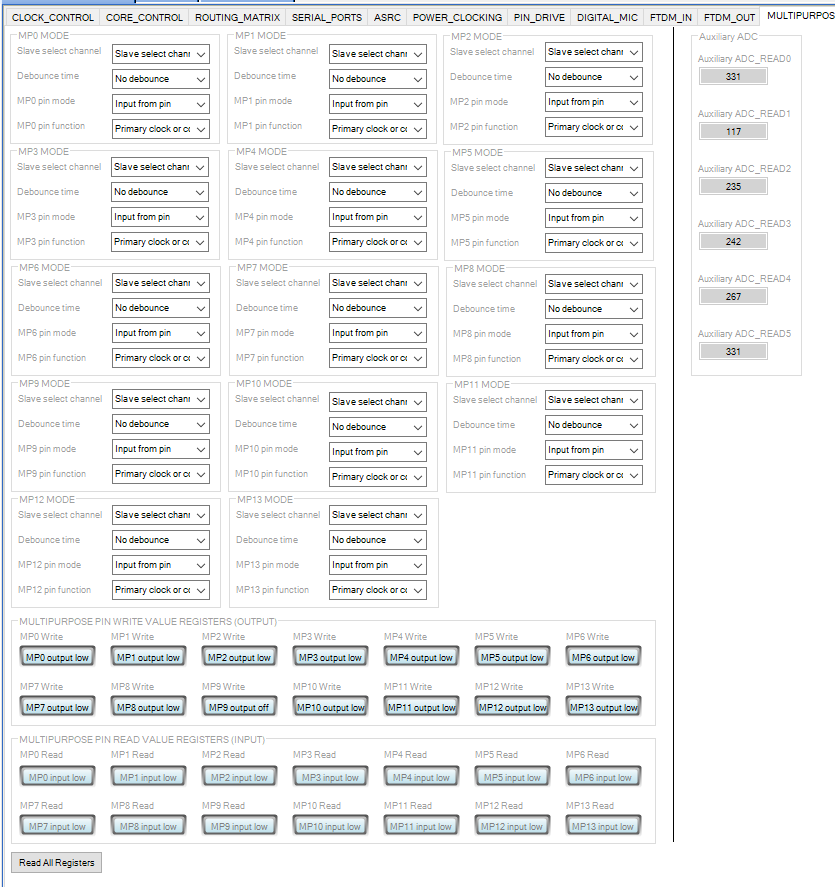 CLOCK_CONTROL CORE_CONTROL ROUTING_MATRIX SERIAL_PORTS ASRC POWER_CLOCKING PIN_DRIVE DIGITAL_MIC FTDM_IN FTDM_OUT MULTIPURPOS
MP0 MODE
Slave select channel Slave select chanr
Debounce time No debounce
MP0 pin mode Input from pin
MP0 pin function Primary clock or cc
MP1 MODE
Slave select channel Slave select chanr
Debounce time No debounce
MP1 pin mode Input from pin
MP1 pin function Primary clock or cc
MP2 MODE
Slave select channel Slave select chanr
Debounce time No debounce
MP2 pin mode Input from pin
MP2 pin function Primary clock or cc
MP3 MODE
Slave select channel Slave select chanr
Debounce time No debounce
MP3 pin mode Input from pin
MP3 pin function Primary clock or cc
MP4 MODE
Slave select channel Slave select chanr
Debounce time No debounce
MP4 pin mode Input from pin
MP4 pin function Primary clock or cc
MP5 MODE
Slave select channel Slave select chanr
Debounce time No debounce
MP5 pin mode Input from pin
MP5 pin function Primary clock or cc
MP6 MODE
Slave select channel Slave select chanr
Debounce time No debounce
MP6 pin mode Input from pin
MP6 pin function Primary clock or cc
MP7 MODE
Slave select channel Slave select chanr
Debounce time No debounce
MP7 pin mode Input from pin
MP7 pin function Primary clock or cc
MP8 MODE
Slave select channel Slave select chanr
Debounce time No debounce
MP8 pin mode Input from pin
MP8 pin function Primary clock or cc
MP9 MODE
Slave select channel Slave select chanr
Debounce time No debounce
MP9 pin mode Input from pin
MP9 pin function Primary clock or cc
MP10 MODE
Slave select channel Slave select chanr
Debounce time No debounce
MP10 pin mode Input from pin
MP10 pin function Primary clock or cc
MP11 MODE
Slave select channel Slave select chanr
Debounce time No debounce
MP11 pin mode Input from pin
MP11 pin function Primary clock or cc
MP12 MODE
Slave select channel Slave select chanr
Debounce time No debounce
MP12 pin mode Input from pin
MP12 pin function Primary clock or cc
MP13 MODE
Slave select channel Slave select chanr
Debounce time No debounce
MP13 pin mode Input from pin
MP13 pin function Primary clock or cc
MULTIPURPOSE PIN WRITE VALUE REGISTERS (OUTPUT)
MP0 Write MP1 Write MP2 Write MP3 Write MP4 Write MP5 Write MP6 Write
MP0 output low MP1 output low MP2 output low MP3 output low MP4 output low MP5 output low MP6 output low
MP7 Write MP8 Write MP9 Write MP10 Write MP11 Write MP12 Write MP13 Write
MP7 output low MP8 output low MP9 output off MP10 output low MP11 output low MP12 output low MP13 output low
MULTIPURPOSE PIN READ VALUE REGISTERS (INPUT)
MP0 Read MP1 Read MP2 Read MP3 Read MP4 Read MP5 Read MP6 Read
MP0 input low MP1 input low MP2 input low MP3 input low MP4 input low MP5 input low MP6 input low
MP7 Read MP8 Read MP9 Read MP10 Read MP11 Read MP12 Read MP13 Read
MP7 input low MP8 input low MP9 input low MP10 input low MP11 input low MP12 input low MP13 input low
Read All Registers
Auxiliary ADC
Auxiliary ADC_READ0
331
Auxiliary ADC_READ1
117
Auxiliary ADC_READ2
235
Auxiliary ADC_READ3
242
Auxiliary ADC_READ4
267
Auxiliary ADC_READ5
331